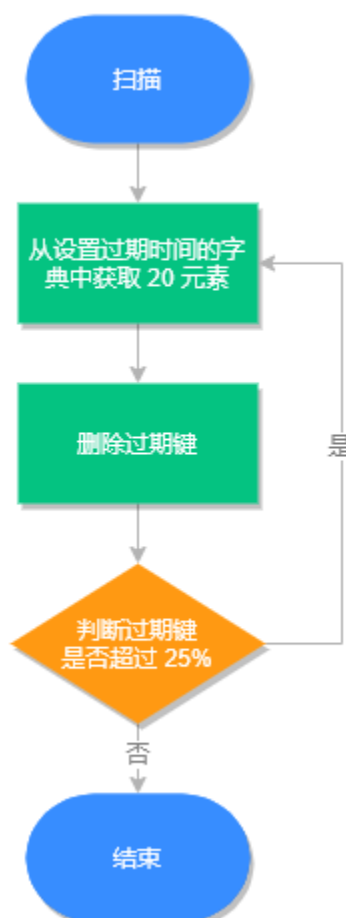 扫描
从设置过期时间的字
典中获取 20 元素
删除过期键
是
判断过期键
是否超过 25%
否
结束